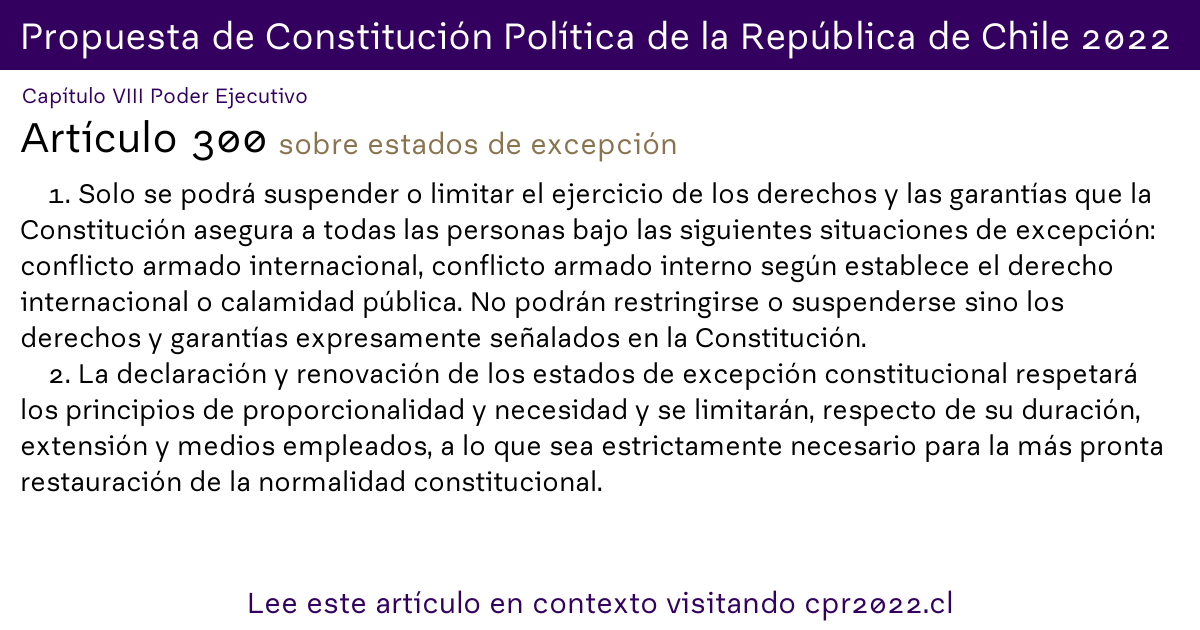 Propuesta de Constitución Política de la República de Chile 2022
Capítulo VIII Poder Ejecutivo
Artículo 300 sobre estados de excepción
1. Solo se podrá suspender o limitar el ejercicio de los derechos y las garantías que la
Constitución asegura a todas las personas bajo las siguientes situaciones de excepción:
conflicto armado internacional, conflicto armado interno según establece el derecho
internacional o calamidad pública. No podrán restringirse o suspenderse sino los
derechos y garantías expresamente señalados en la Constitución.
2. La declaración y renovación de los estados de excepción constitucional respetará
los principios de proporcionalidad y necesidad y se limitarán, respecto de su duración,
extensión y medios empleados, a lo que sea estrictamente necesario para la más pronta
restauración de la normalidad constitucional.
Lee este artículo en contexto visitando cpr2022.cl